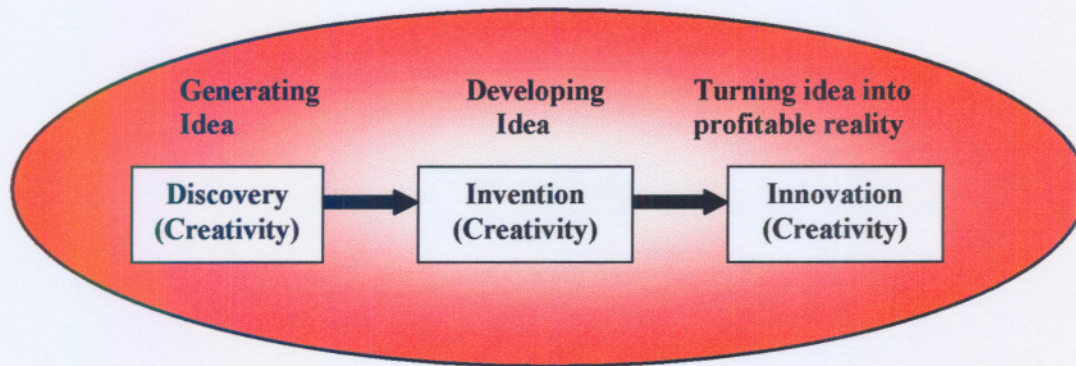 Generating
Idea
Developing
Idea
Turning idea into
profitable reality
Discovery
(Creativity)
Invention
(Creativity)
Innovation
(Creativity)